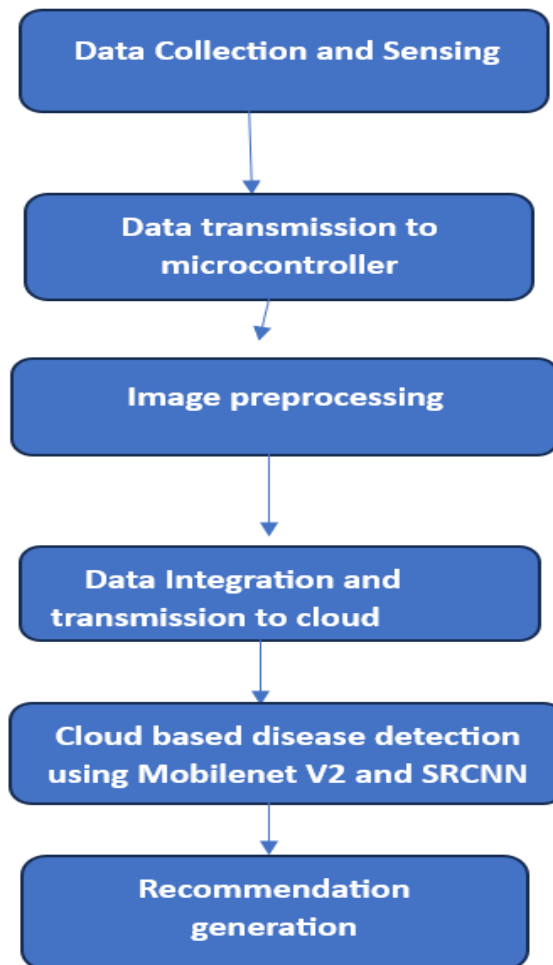 Data Collection and Sensing
Data transmission to
microcontroller
Image preprocessing
Data Integration and
transmission to cloud
Cloud based disease detection
using Mobilenet V2 and SRCNN
Recommendation
generation